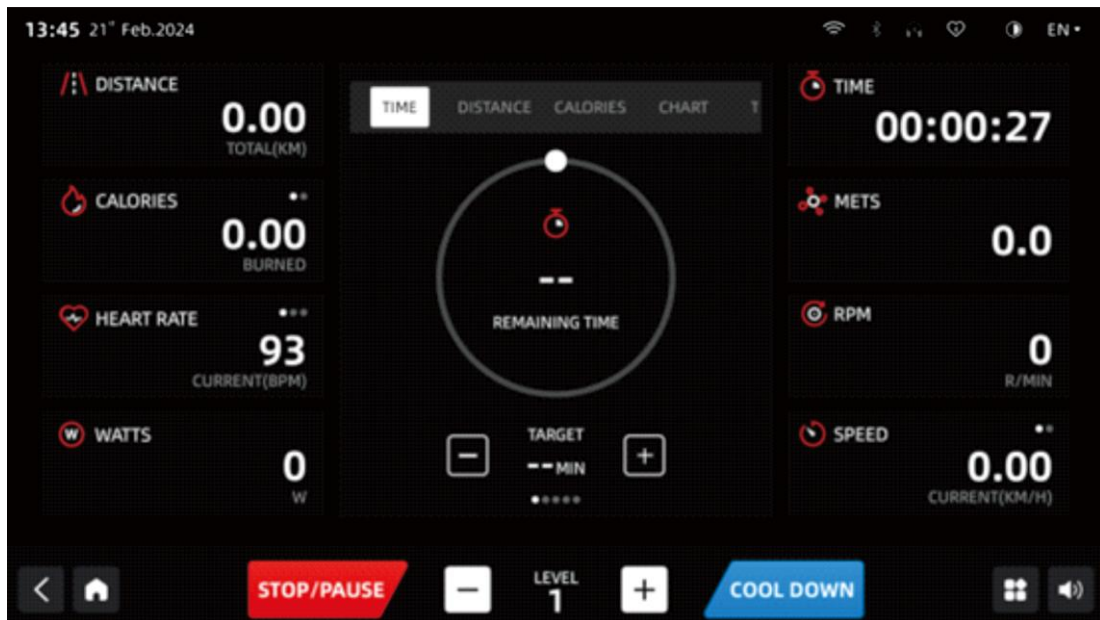 13:45 21st Feb.2024
EN
DISTANCE
0.00
TOTAL(KM)
CALORIES
0.00
BURNED
HEART RATE
93
CURRENT(BPM)
W WATTS
0
W
TIME DISTANCE CALORIES CHART T
--
REMAINING TIME
TARGET
--MIN
TIME
00:00:27
METS
0.0
RPM
0
R/MIN
SPEED
0.00
CURRENT(KM/H)
STOP/PAUSE
LEVEL
1
COOL DOWN